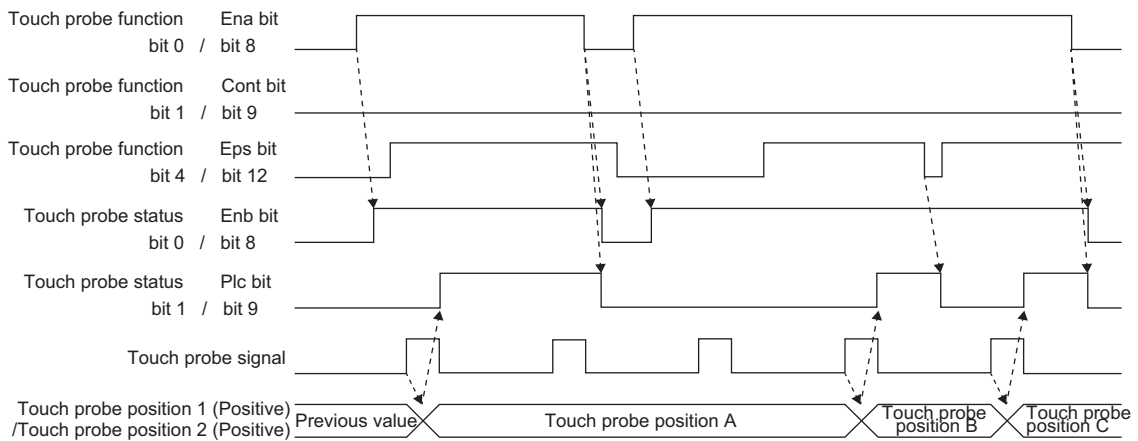 Touch probe function Ena bit
bit 0 / bit 8
Touch probe function Cont bit
bit 1 / bit 9
Touch probe function Eps bit
bit 4 / bit 12
Touch probe status Enb bit
bit 0 / bit 8
Touch probe status Plc bit
bit 1 / bit 9
Touch probe signal
Touch probe position 1 (Positive)
/Touch probe position 2 (Positive)
Previous value
Touch probe position A
Touch probe
position B
Touch probe
position C